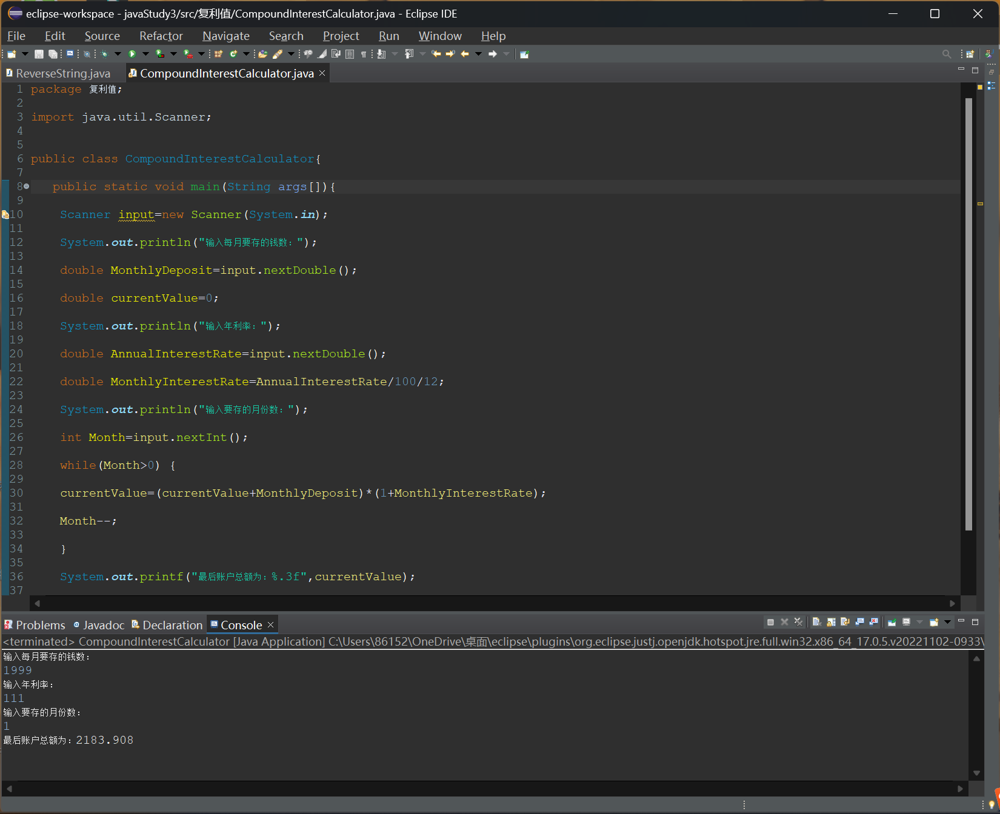 eclipse-workspace - javaStudy3/src/复利值/CompoundInterestCalculator.java - Eclipse IDE
File Edit Source Refactor Navigate Search Project Run Window Help
ReverseString.java CompoundInterestCalculator.java
1 package 复利值;
2
3 import java.util.Scanner;
4
5
6 public class CompoundInterestCalculator{
7
8 public static void main(String args[]){
9
10 Scanner input=new Scanner(System.in);
11
12 System.out.println("输入每月要存的钱数：");
13
14 double MonthlyDeposit=input.nextDouble();
15
16 double currentValue=0;
17
18 System.out.println("输入年利率：");
19
20 double AnnualInterestRate=input.nextDouble();
21
22 double MonthlyInterestRate=AnnualInterestRate/100/12;
23
24 System.out.println("输入要存的月份数：");
25
26 int Month=input.nextInt();
27
28 while(Month>0) {
29
30 currentValue=(currentValue+MonthlyDeposit)*(1+MonthlyInterestRate);
31
32 Month--;
33
34 }
35
36 System.out.printf("最后账户总额为：%.3f",currentValue);
37
Problems Javadoc Declaration Console
<terminated> CompoundInterestCalculator [Java Application] C:\Users\86152\OneDrive\桌面\eclipse\plugins\org.eclipse.justj.openjdk.hotspot.jre.full.win32.x86_64_17.0.5.v20221102-0933\
输入每月要存的钱数：
1999
输入年利率：
111
输入要存的月份数：
1
最后账户总额为：2183.908